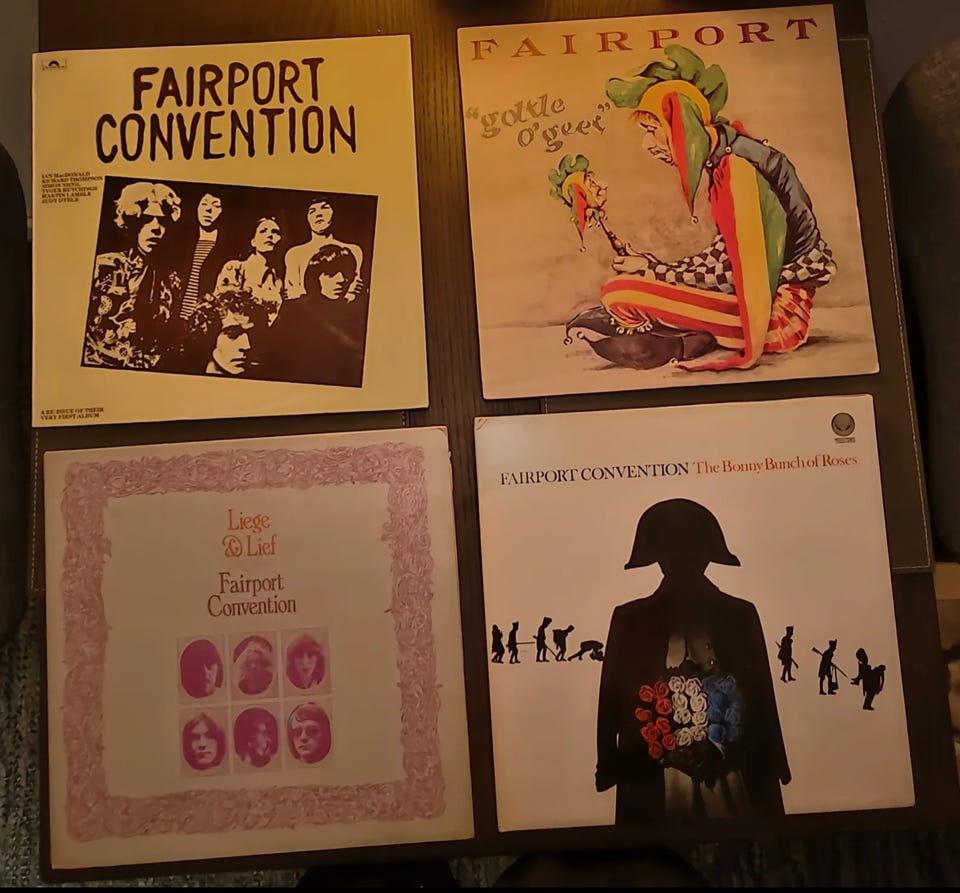 FAIRPORT
CONVENTION
IAN MacDONALD
RICHARD THOMPSON
SIMON NICOL
TYGER HUTCHINGS
MARTIN LAMBLE
JUDY DYBLE
A RE-ISSUE OF THEIR
VERY FIRST ALBUM
FAIRPORT
"gottle
O'geer"
Liege
& Lief
Fairport
Convention
FAIRPORT CONVENTION The Bonny Bunch of Roses